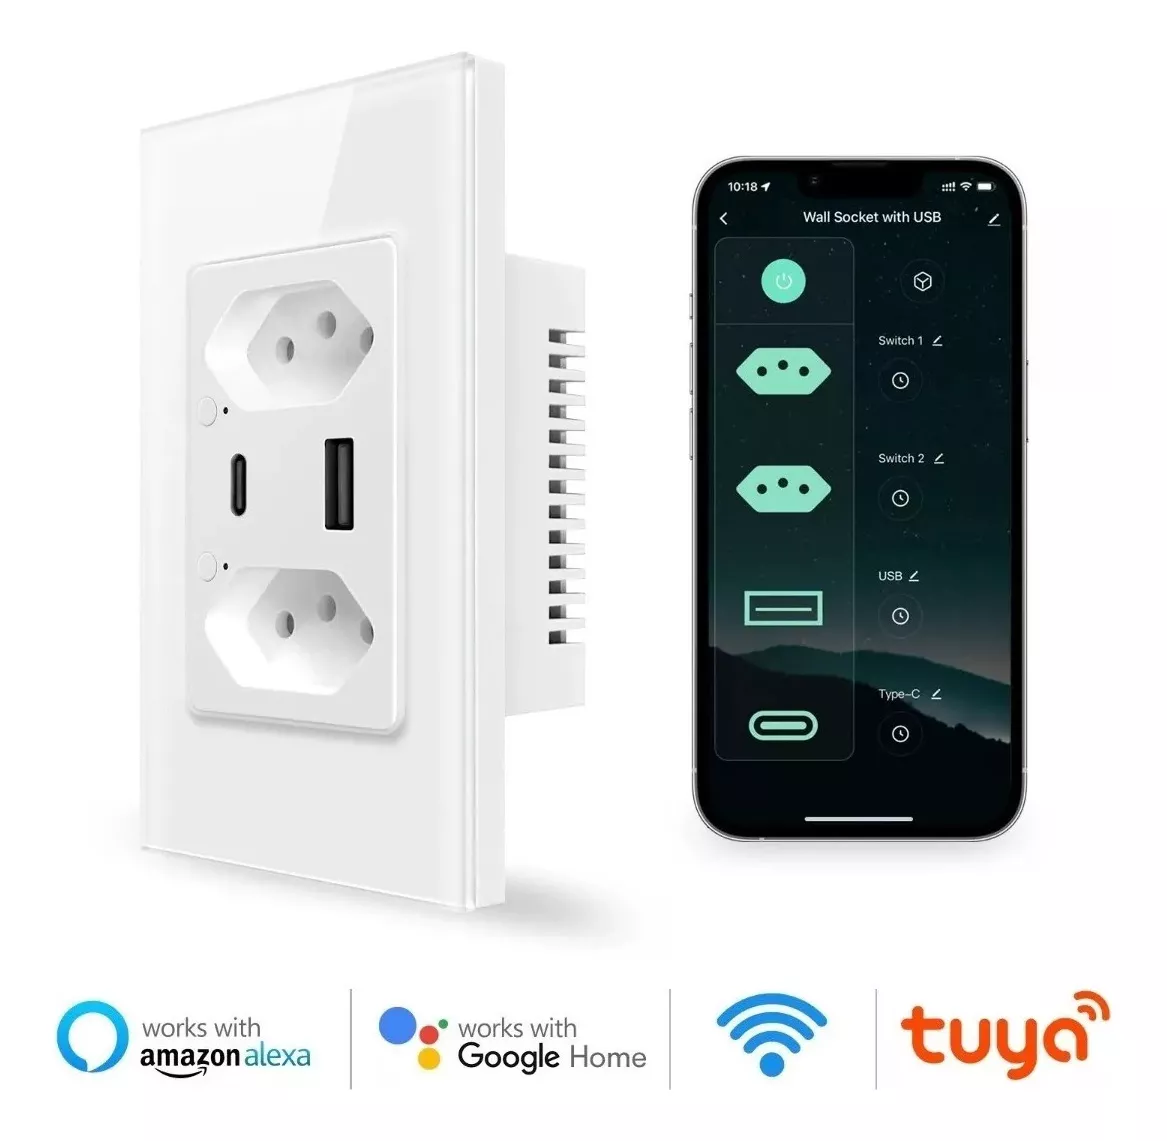 10:18
Wall Socket with USB
Switch 1
Switch 2
USB
Type-C
works with
amazon alexa
works with
Google Home
tuya